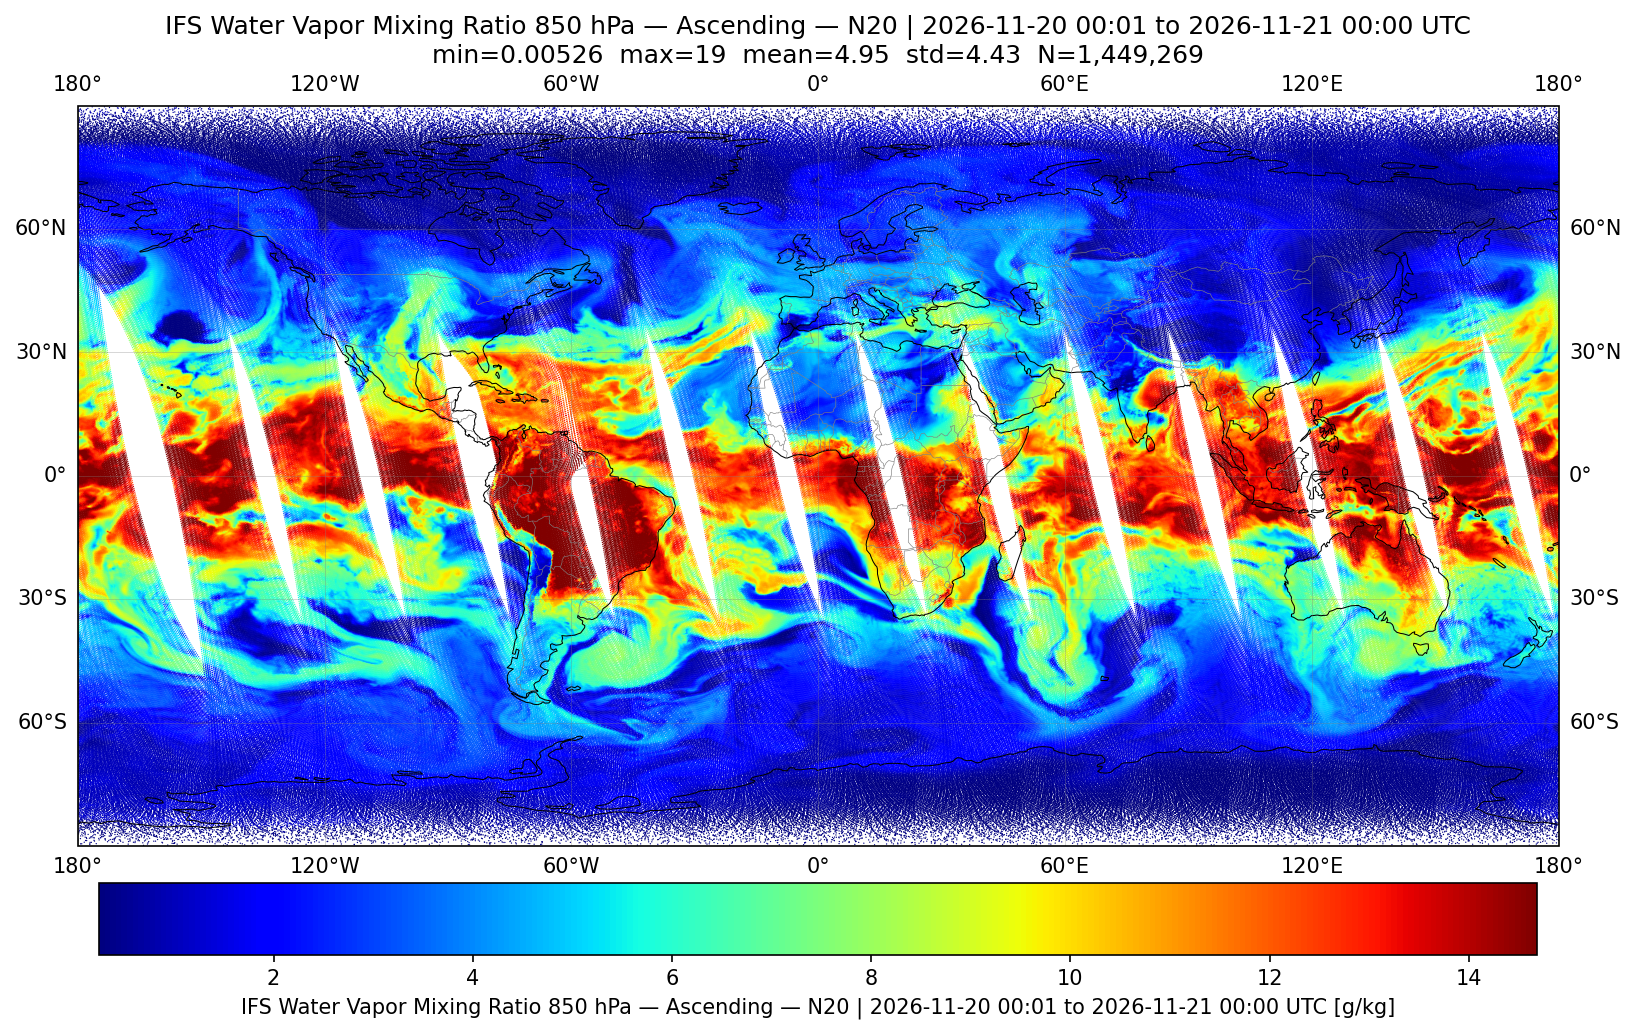 IFS Water Vapor Mixing Ratio 850 hPa — Ascending — N20 | 2026-11-20 00:01 to 2026-11-21 00:00 UTC
min=0.00526 max=19 mean=4.95 std=4.43 N=1,449,269
180° 120°W 60°W 0° 60°E 120°E 180°
60°N 60°N
30°N 30°N
0° 0°
30°S 30°S
60°S 60°S
180° 120°W 60°W 0° 60°E 120°E 180°
2 4 6 8 10 12 14
IFS Water Vapor Mixing Ratio 850 hPa — Ascending — N20 | 2026-11-20 00:01 to 2026-11-21 00:00 UTC [g/kg]